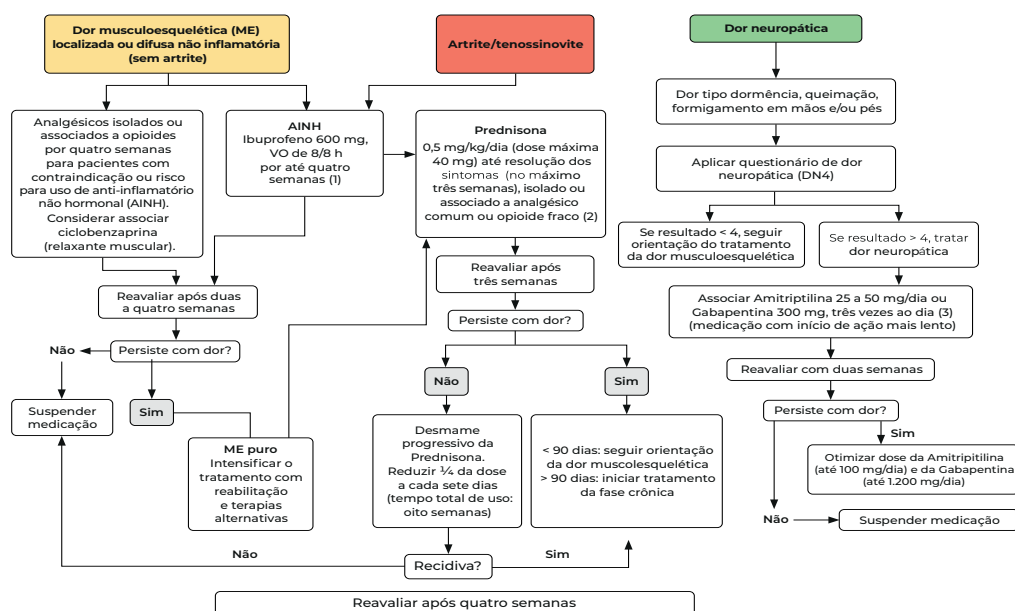 Dor musculoesquelética (ME)
localizada ou difusa não inflamatória
(sem artrite)
Artrite/tenossinovite
Dor neuropática
Analgésicos isolados ou
associados a opioides
por quatro semanas
para pacientes com
contraindicação ou risco
para uso de anti-inflamatório
não hormonal (AINH).
Considerar associar
ciclobenzaprina
(relaxante muscular).
AINH
Ibuprofeno 600 mg,
VO de 8/8 h
por até quatro
semanas (1)
Prednisona
0,5 mg/kg/dia (dose máxima
40 mg) até resolução dos
sintomas (no máximo
três semanas), isolado ou
associado a analgésico
comum ou opioide fraco (2)
Dor tipo dormência, queimação,
formigamento em mãos e/ou pés
Aplicar questionário de dor
neuropática (DN4)
Se resultado < 4, seguir
orientação do tratamento
da dor musculoesquelética
Se resultado > 4, tratar
dor neuropática
Reavaliar após duas
a quatro semanas
Reavaliar após
três semanas
Associar Amitriptilina 25 a 50 mg/dia ou
Gabapentina 300 mg, três vezes ao dia (3)
(medicação com início de ação mais lento)
Persiste com dor?
Não
Persiste com dor?
Reavaliar com duas semanas
Suspender
medicação
Sim
Não
Sim
Persiste com dor?
Sim
ME puro
Intensificar o
tratamento com
reabilitação
e terapias
alternativas
Desmame
progressivo da
Prednisona.
Reduzir ¼ da dose
a cada sete dias
(tempo total de uso:
oito semanas)
< 90 dias: seguir orientação
da dor muscolesquelética
> 90 dias: iniciar tratamento
da fase crônica
Otimizar dose da Amitripitilina
(até 100 mg/dia) e da Gabapentina
(até 1.200 mg/dia)
Não
Suspender medicação
Não
Recidiva?
Sim
Reavaliar após quatro semanas